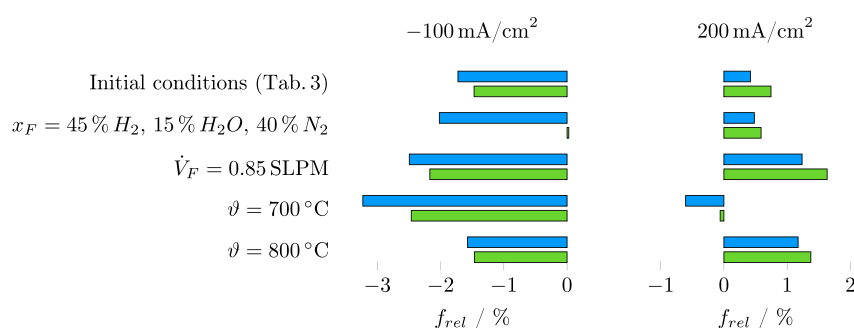 −100 mA/cm²
200 mA/cm²
Initial conditions (Tab. 3)
x_F = 45 % H₂, 15 % H₂O, 40 % N₂
V̇_F = 0.85 SLPM
ϑ = 700 °C
ϑ = 800 °C
−3 −2 −1 0
−1 0 1 2
f_rel / %
f_rel / %